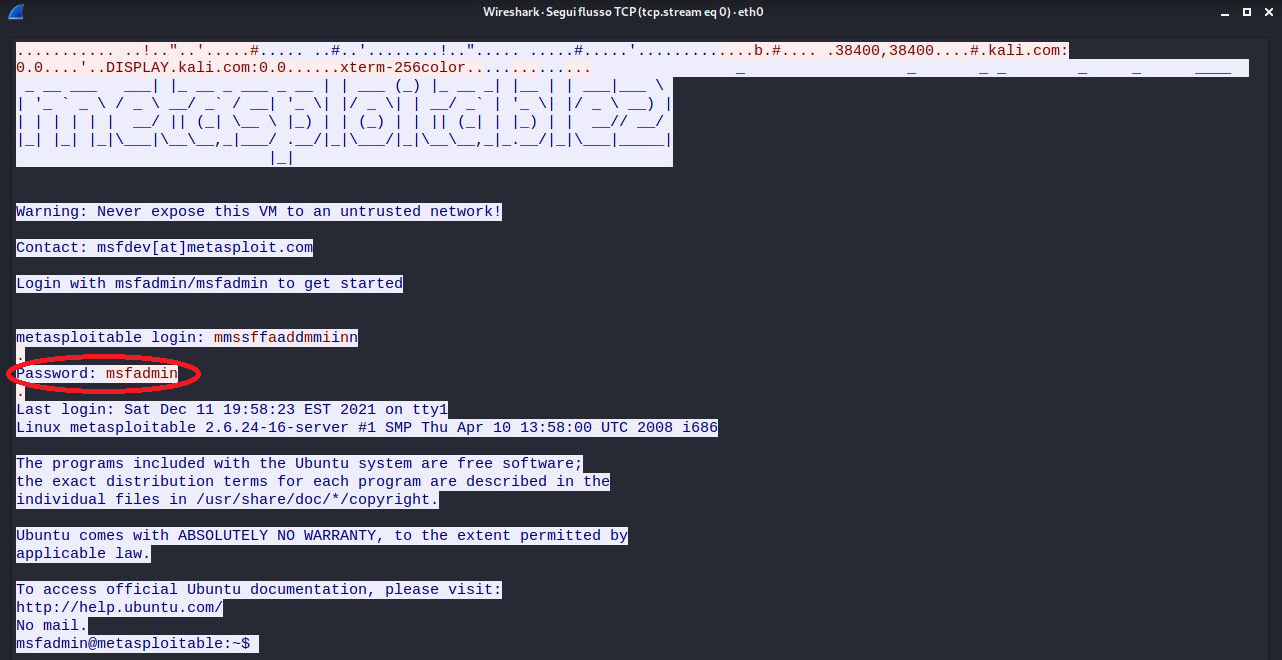 Wireshark · Segui flusso TCP (tcp.stream eq 0) · eth0
........... ..!.."..'.....#..... ..#..'........!.."..... .....#.....'.............b.#.... .38400,38400....#.kali.com:
0.0....'..DISPLAY.kali.com:0.0......xterm-256color..............                _                  _       _ _        _     _      ____  
 _ __ ___   ___| |_ __ _ ___ _ __ | | ___ (_) |_ __ _| |__ | | ___|___ \ 
| '_ ` _ \ / _ \ __/ _` / __| '_ \| |/ _ \| | __/ _` | '_ \| |/ _ \ __) |
| | | | | |  __/ || (_| \__ \ |_) | | (_) | | || (_| | |_) | |  __// __/ 
|_| |_| |_|\___|\__\__,_|___/ .__/|_|\___/|_|\__\__,_|_.__/|_|\___|_____|
                            |_|                                          
Warning: Never expose this VM to an untrusted network!
Contact: msfdev[at]metasploit.com
Login with msfadmin/msfadmin to get started
metasploitable login: mmssffaaddmmiinn
.
Password: msfadmin
.
Last login: Sat Dec 11 19:58:23 EST 2021 on tty1
Linux metasploitable 2.6.24-16-server #1 SMP Thu Apr 10 13:58:00 UTC 2008 i686
The programs included with the Ubuntu system are free software;
the exact distribution terms for each program are described in the
individual files in /usr/share/doc/*/copyright.
Ubuntu comes with ABSOLUTELY NO WARRANTY, to the extent permitted by
applicable law.
To access official Ubuntu documentation, please visit:
http://help.ubuntu.com/
No mail.
msfadmin@metasploitable:~$